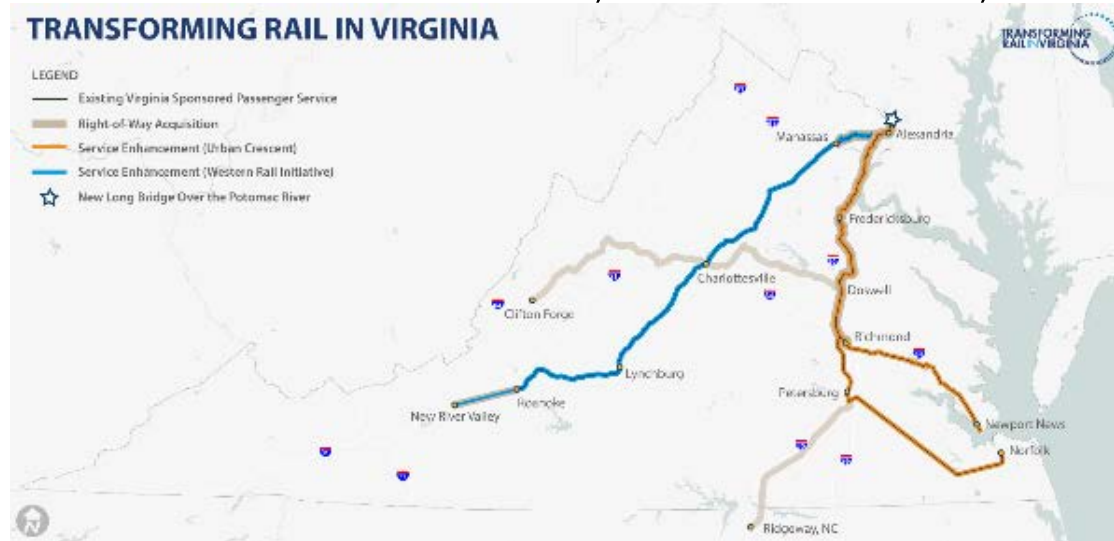 TRANSFORMING RAIL IN VIRGINIA
TRANSFORMING
RAIL IN VIRGINIA
LEGEND
Existing Virginia Sponsored Passenger Service
Right-of-Way Acquisition
Service Enhancement (Urban Crescent)
Service Enhancement (Western Rail Initiative)
New Long Bridge Over the Potomac River
Manassas
Alexandria
Fredericksburg
Charlottesville
Doswell
Clifton Forge
Richmond
Lynchburg
Roanoke
Petersburg
New River Valley
Newport News
Norfolk
Ridgeway, NC
N